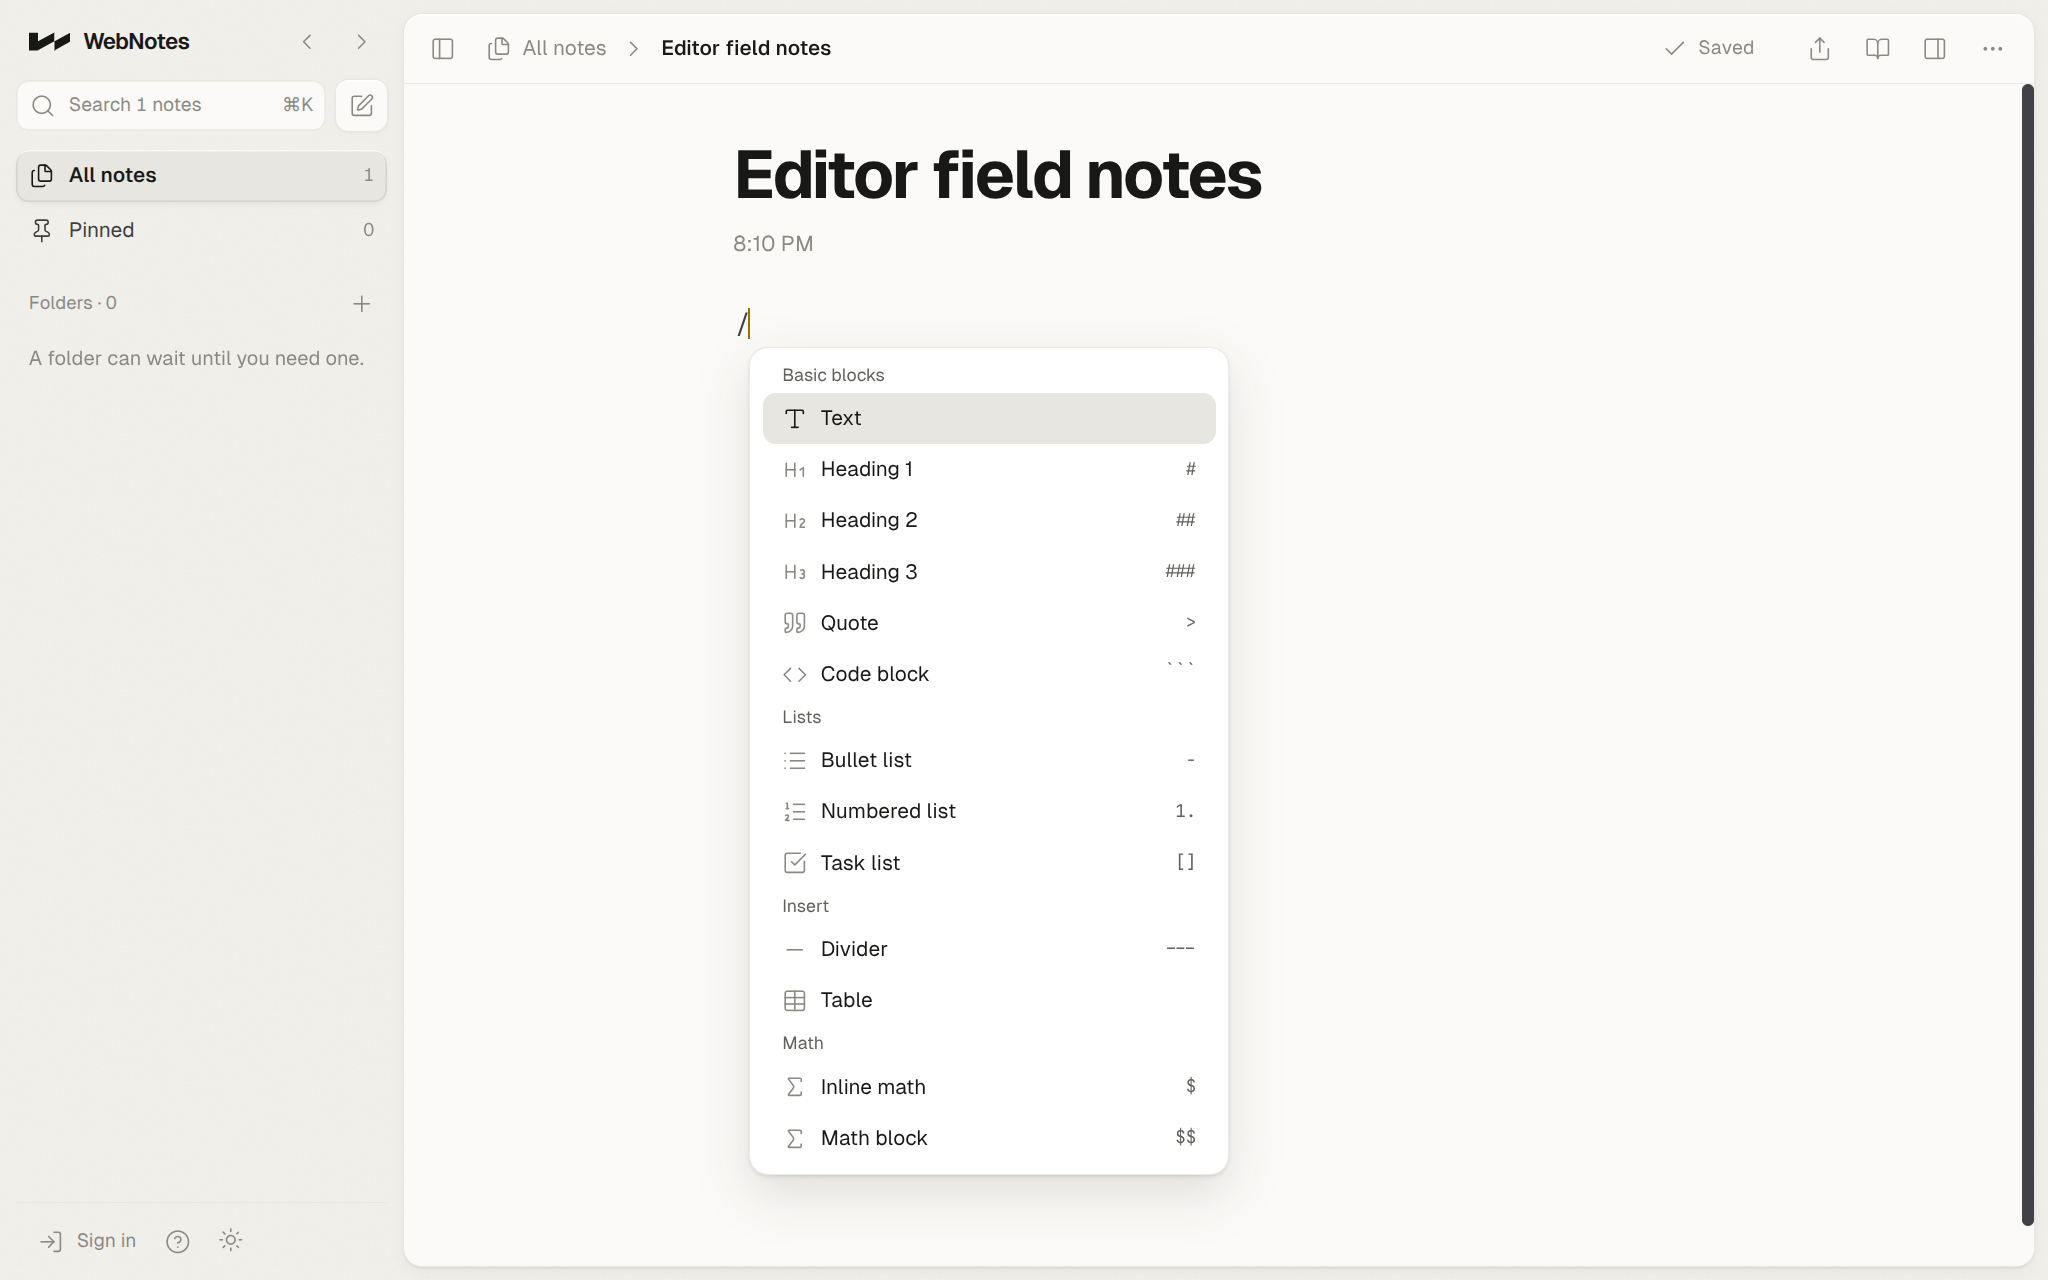 WebNotes
Search 1 notes ⌘K
All notes 1
Pinned 0
Folders · 0
A folder can wait until you need one.
Sign in
All notes > Editor field notes
Saved
Editor field notes
8:10 PM
/
Basic blocks
Text
Heading 1 #
Heading 2 ##
Heading 3 ###
Quote >
Code block ```
Lists
Bullet list -
Numbered list 1.
Task list []
Insert
Divider ---
Table
Math
Inline math $
Math block $$